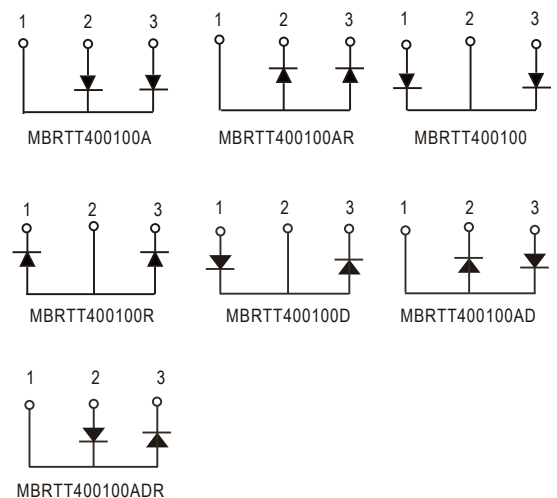 1 2 3 1 2 3 1 2 3
MBRTT400100A MBRTT400100AR MBRTT400100
1 2 3 1 2 3 1 2 3
MBRTT400100R MBRTT400100D MBRTT400100AD
1 2 3
MBRTT400100ADR